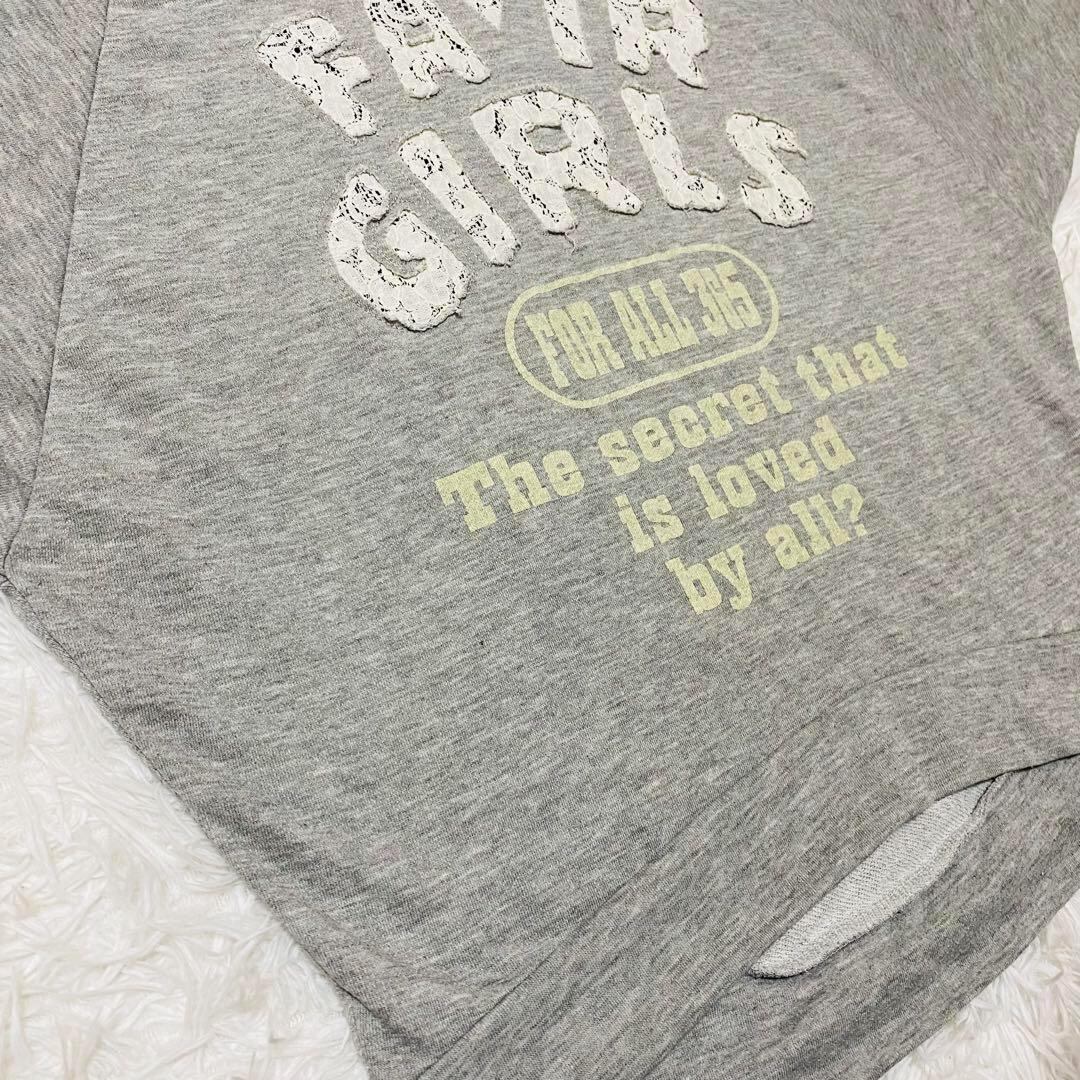 GIRLS
FOR ALL 365
The secret that
is loved
by all?